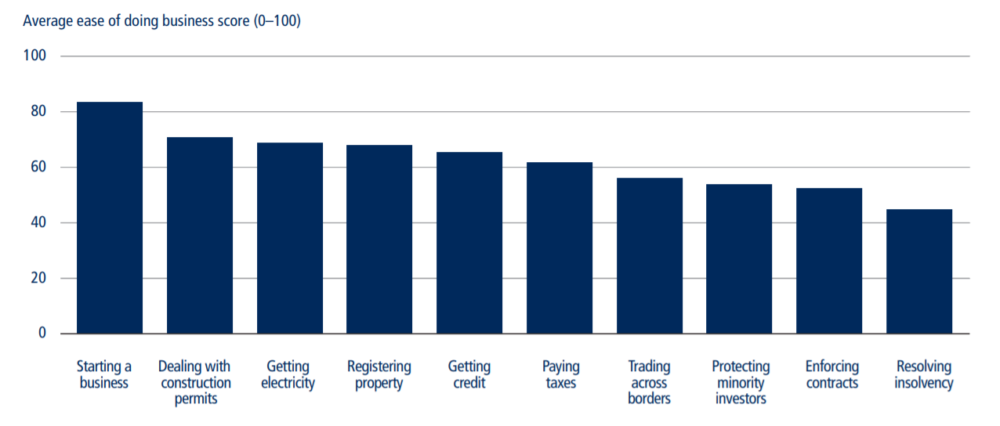 Average ease of doing business score (0–100)
100
80
60
40
20
0
Starting a
business
Dealing with
construction
permits
Getting
electricity
Registering
property
Getting
credit
Paying
taxes
Trading
across
borders
Protecting
minority
investors
Enforcing
contracts
Resolving
insolvency